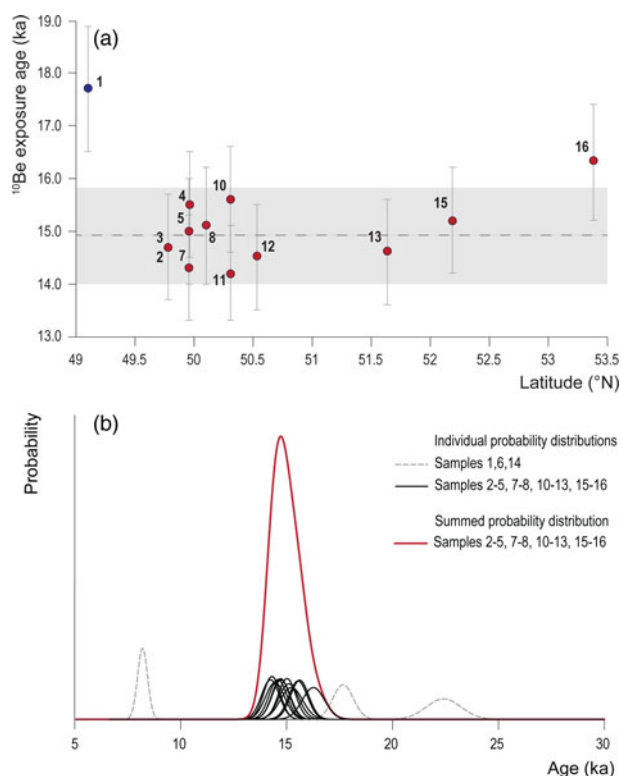 (a)
¹⁰Be exposure age (ka)
19.0
18.0
17.0
16.0
15.0
14.0
13.0
1
2
3
4
5
7
8
10
11
12
13
15
16
49 49.5 50 50.5 51 51.5 52 52.5 53 53.5
Latitude (°N)
(b)
Probability
Individual probability distributions
Samples 1,6,14
Samples 2-5, 7-8, 10-13, 15-16
Summed probability distribution
Samples 2-5, 7-8, 10-13, 15-16
5 10 15 20 25 30
Age (ka)